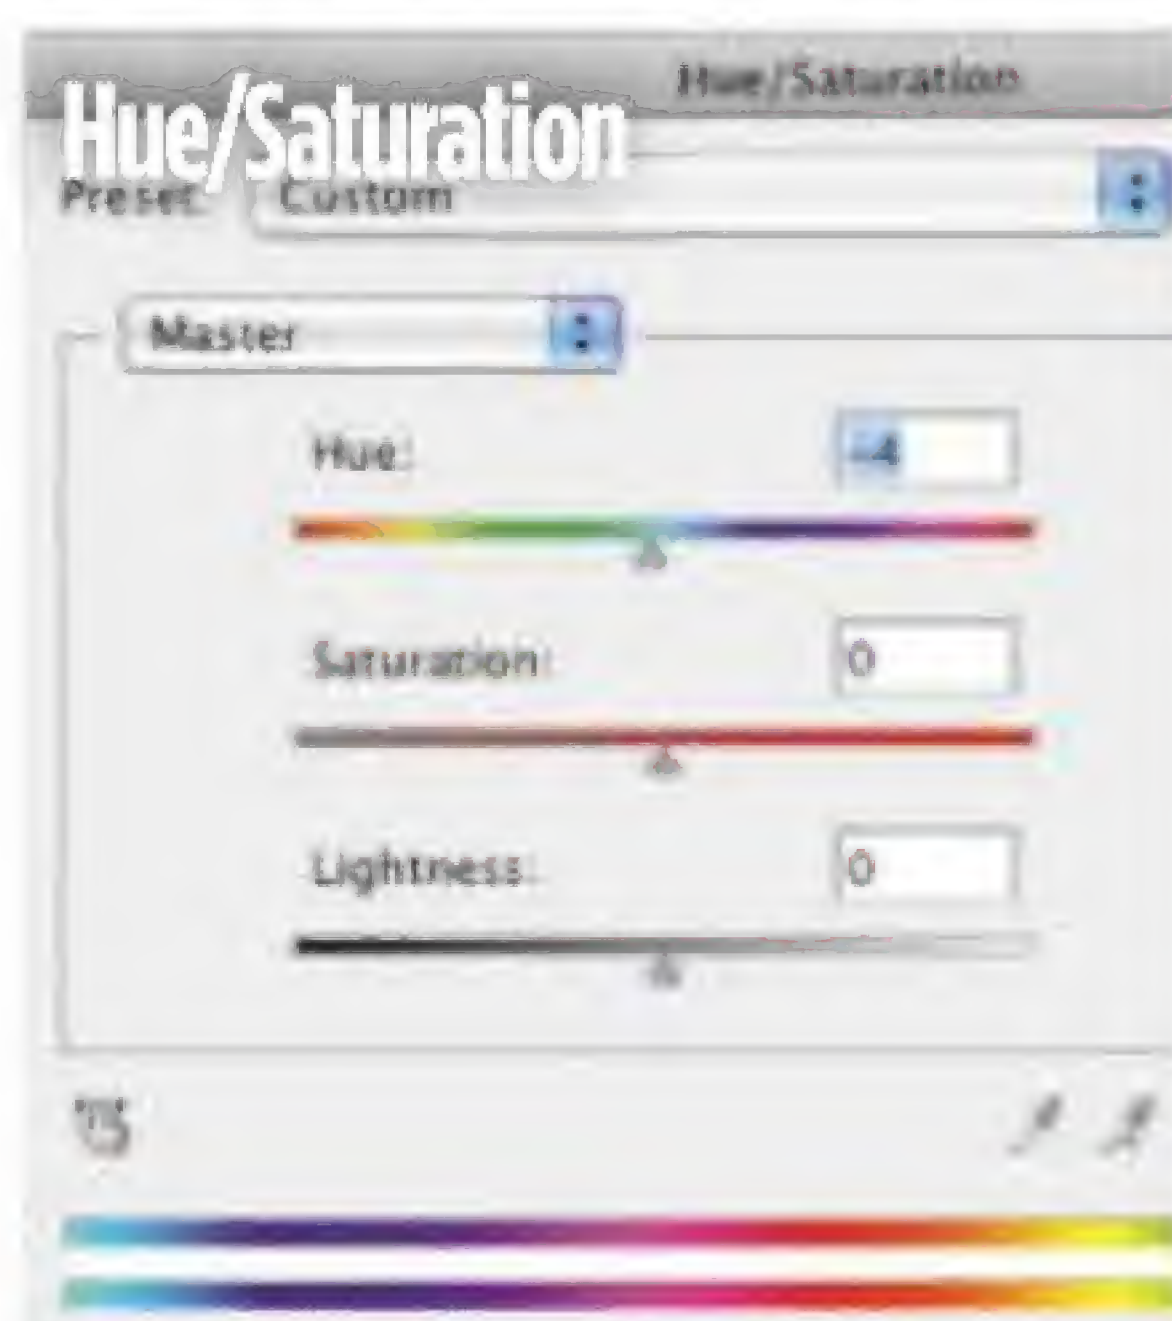 Hue/Saturation
Hue/Saturation
Preset: Custom
Master
Hue: -4
Saturation: 0
Lightness: 0